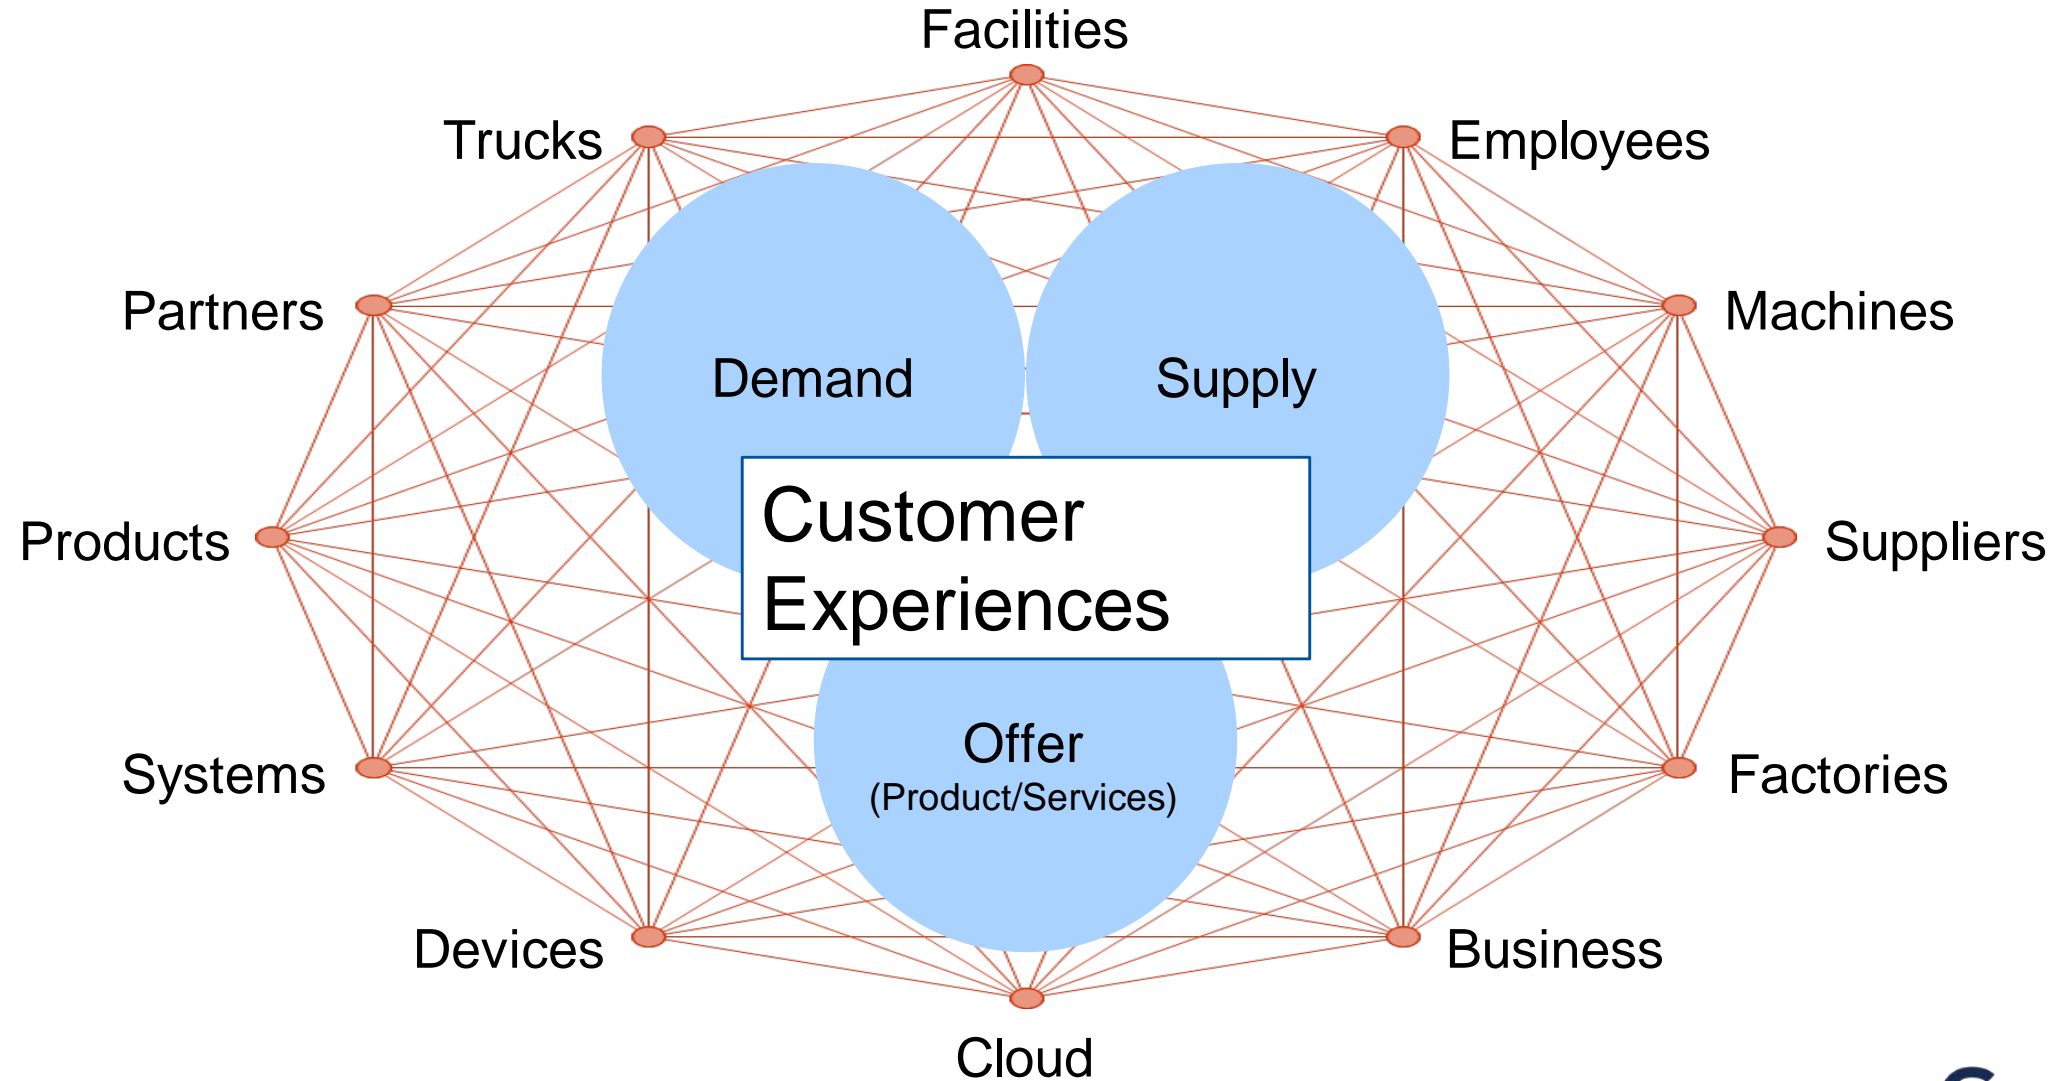 Facilities
Trucks
Employees
Partners
Machines
Demand
Supply
Customer
Experiences
Products
Suppliers
Offer
(Product/Services)
Systems
Factories
Devices
Business
Cloud